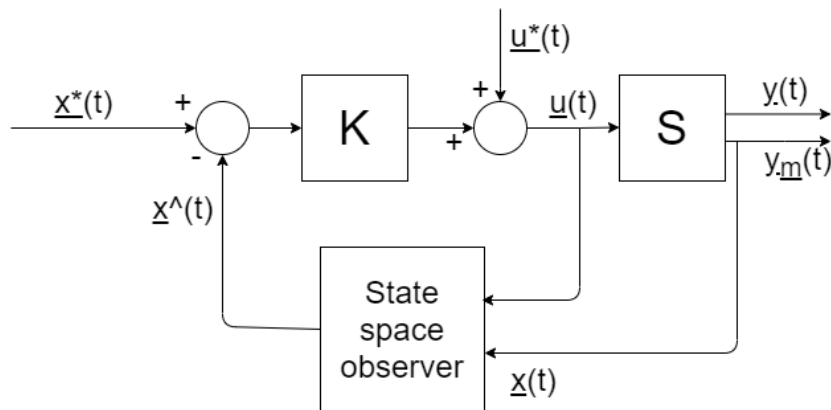 u*(t)
x*(t)
+
+
K
u(t)
S
y(t)
-
+
y_m(t)
x^(t)
State
space
observer
x(t)